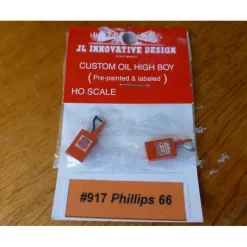 JL INNOVATIVE DESIGN
CUSTOM OIL HIGH BOY
(Pre-painted & labeled)
HO SCALE
#917 Phillips 66